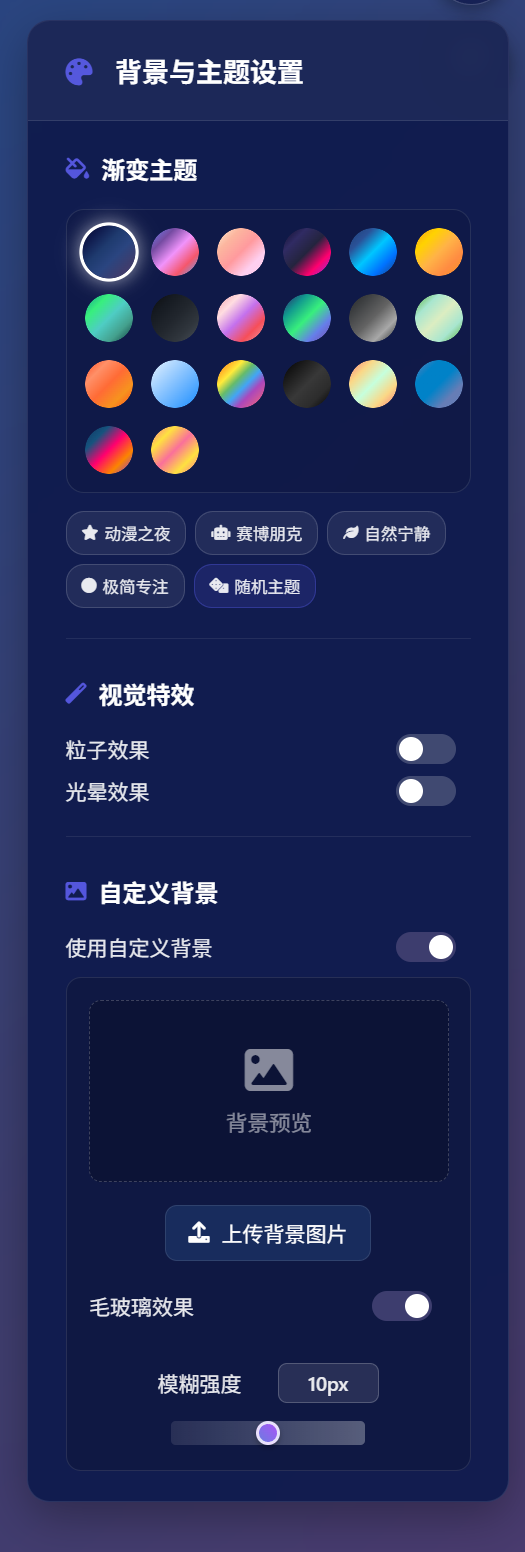 背景与主题设置
渐变主题
动漫之夜 赛博朋克 自然宁静
极简专注 随机主题
视觉特效
粒子效果
光晕效果
自定义背景
使用自定义背景
背景预览
上传背景图片
毛玻璃效果
模糊强度 10px